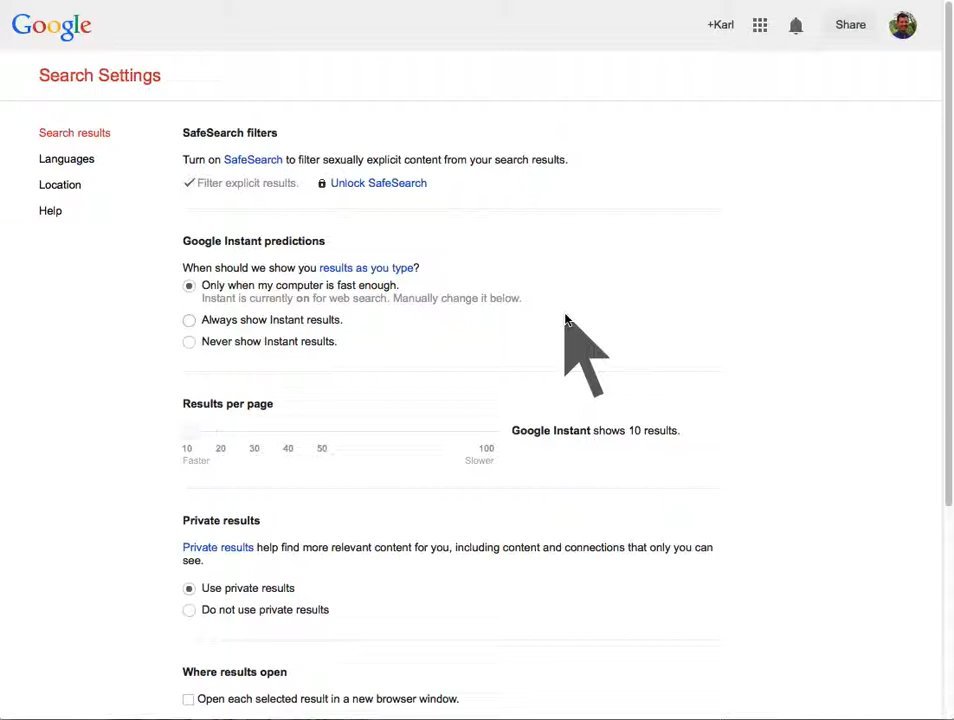 Google
+Karl
Share
Search Settings
Search results
Languages
Location
Help
SafeSearch filters
Turn on SafeSearch to filter sexually explicit content from your search results.
Filter explicit results. Unlock SafeSearch
Google Instant predictions
When should we show you results as you type?
Only when my computer is fast enough.
Instant is currently on for web search. Manually change it below.
Always show Instant results.
Never show Instant results.
Results per page
Google Instant shows 10 results.
10 20 30 40 50 100
Faster Slower
Private results
Private results help find more relevant content for you, including content and connections that only you can
see.
Use private results
Do not use private results
Where results open
Open each selected result in a new browser window.